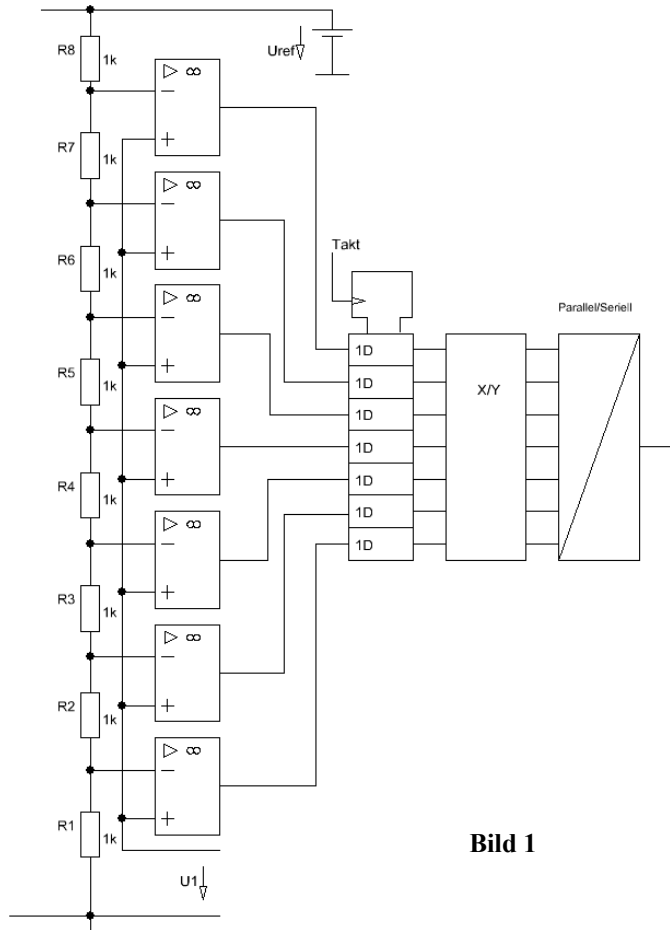 R8
1k
Uref
▷ ∞
−
+
R7
1k
▷ ∞
−
+
R6
1k
Takt
▷ ∞
−
+
Parallel/Seriell
R5
1k
1D
1D
1D
1D
1D
1D
1D
X/Y
▷ ∞
−
+
R4
1k
▷ ∞
−
+
R3
1k
▷ ∞
−
+
R2
1k
▷ ∞
−
+
R1
1k
Bild 1
U1